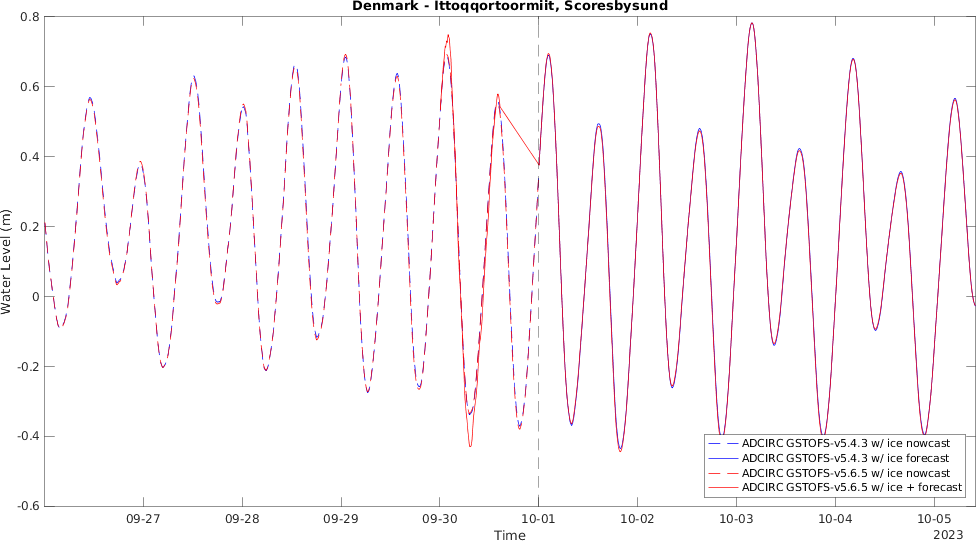 Denmark - Ittoqqortoormiit, Scoresbysund
0.8
0.6
0.4
0.2
0
-0.2
-0.4
-0.6
Water Level (m)
09-27 09-28 09-29 09-30 10-01 10-02 10-03 10-04 10-05
Time
2023
ADCIRC GSTOFS-v5.4.3 w/ ice nowcast
ADCIRC GSTOFS-v5.4.3 w/ ice forecast
ADCIRC GSTOFS-v5.6.5 w/ ice nowcast
ADCIRC GSTOFS-v5.6.5 w/ ice + forecast